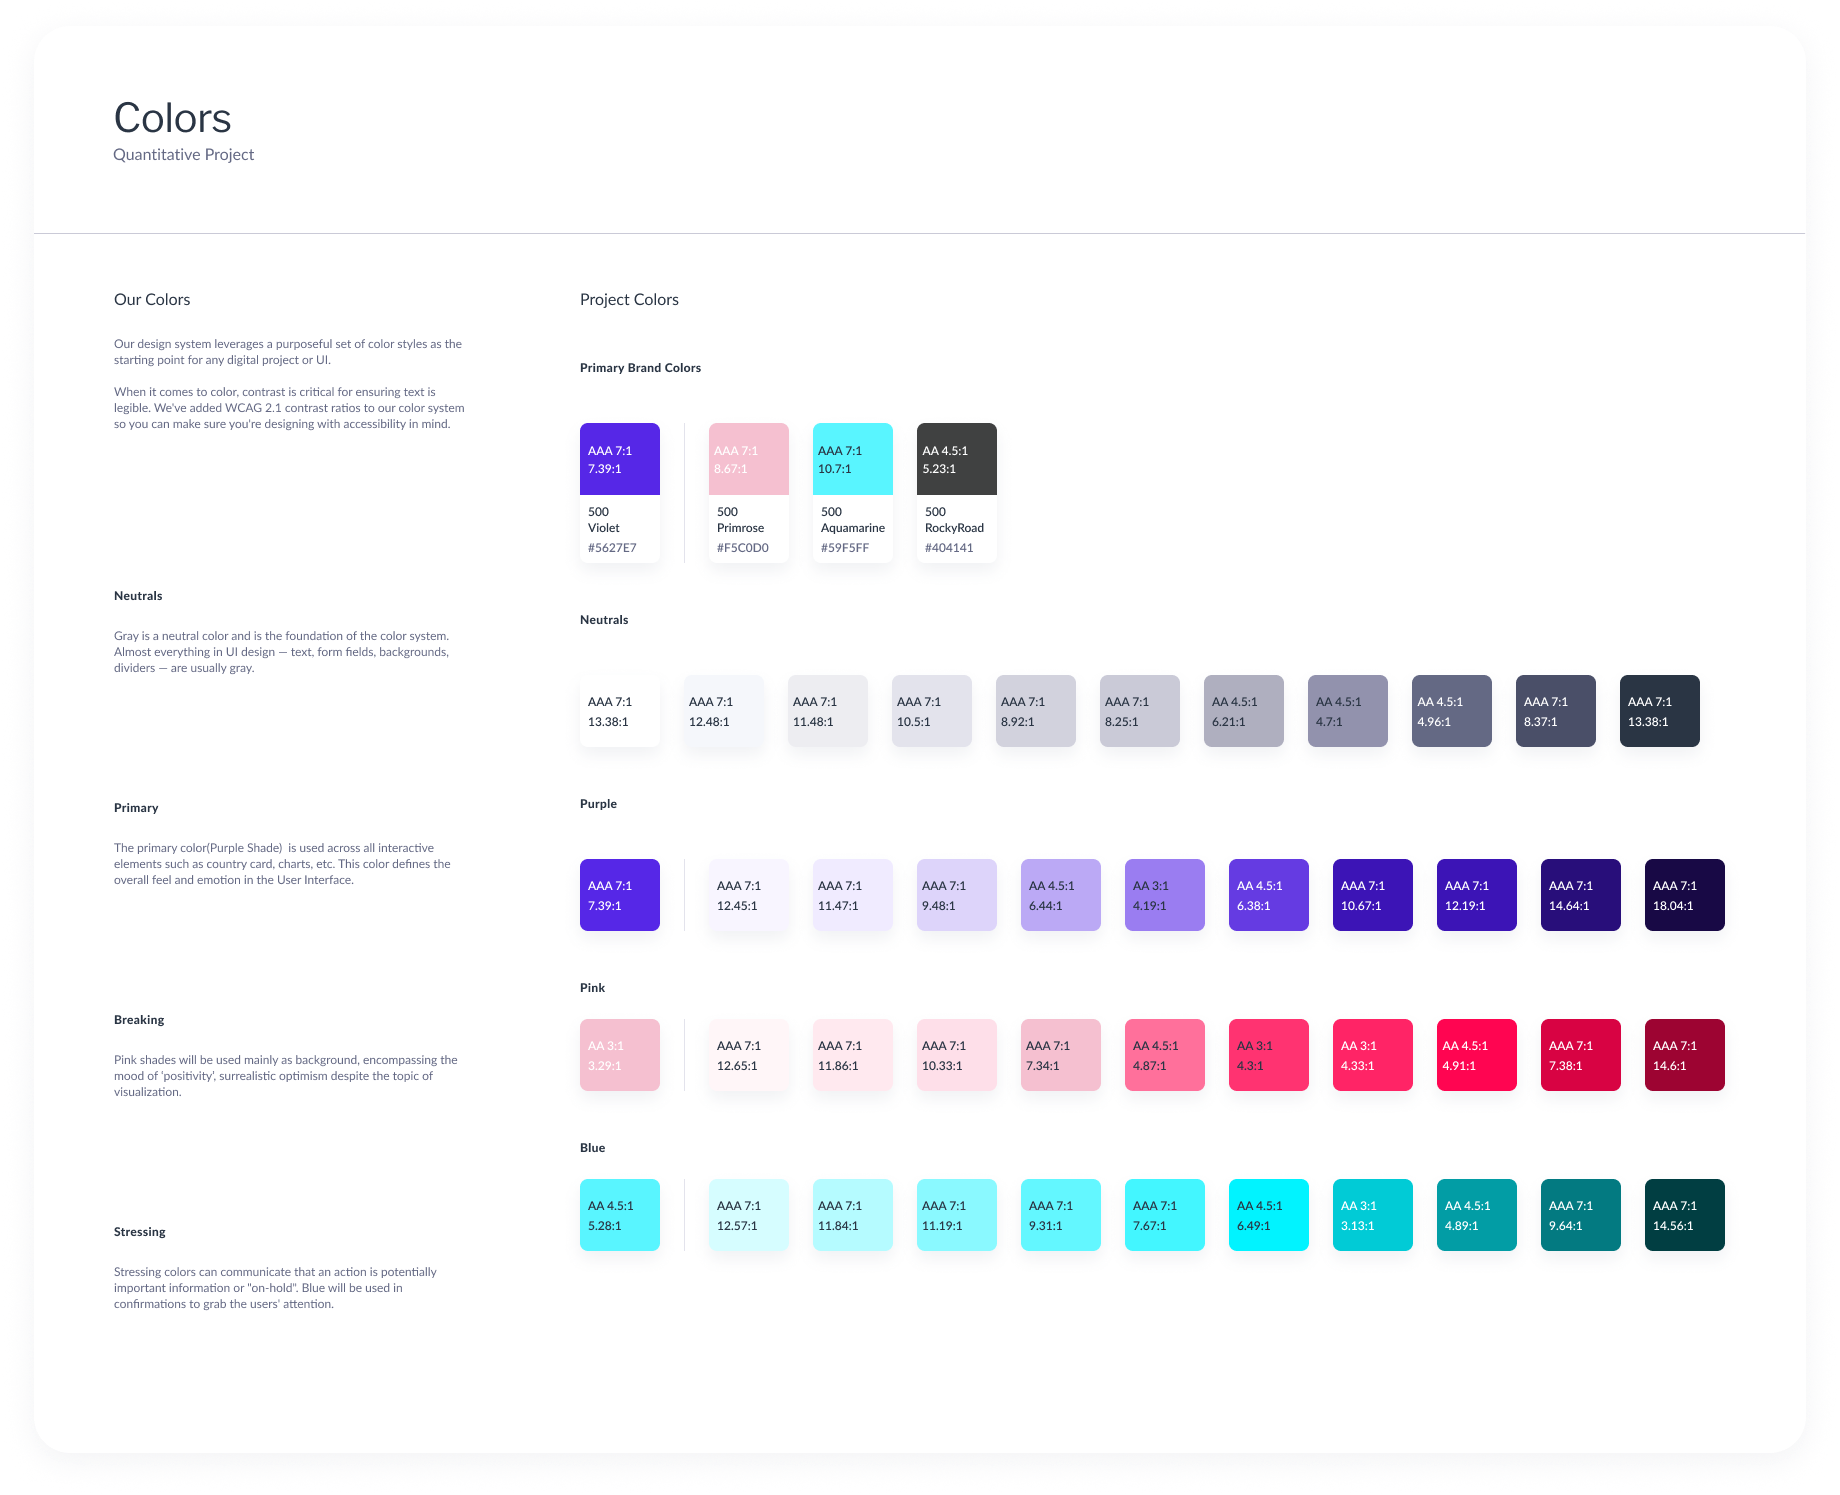 Colors
Quantitative Project
Our Colors
Our design system leverages a purposeful set of color styles as the
starting point for any digital project or UI.
When it comes to color, contrast is critical for ensuring text is
legible. We've added WCAG 2.1 contrast ratios to our color system
so you can make sure you're designing with accessibility in mind.
Neutrals
Gray is a neutral color and is the foundation of the color system.
Almost everything in UI design — text, form fields, backgrounds,
dividers — are usually gray.
Primary
The primary color(Purple Shade)  is used across all interactive
elements such as country card, charts, etc. This color defines the
overall feel and emotion in the User Interface.
Breaking
Pink shades will be used mainly as background, encompassing the
mood of ‘positivity’, surrealistic optimism despite the topic of
visualization.
Stressing
Stressing colors can communicate that an action is potentially
important information or "on-hold". Blue will be used in
confirmations to grab the users' attention.
Project Colors
Primary Brand Colors
AAA 7:1 AAA 7:1 AAA 7:1 AA 4.5:1
7.39:1 8.67:1 10.7:1 5.23:1
500 500 500 500
Violet Primrose Aquamarine RockyRoad
#5627E7 #F5C0D0 #59F5FF #404141
Neutrals
AAA 7:1 AAA 7:1 AAA 7:1 AAA 7:1 AAA 7:1 AAA 7:1 AA 4.5:1 AA 4.5:1 AA 4.5:1 AAA 7:1 AAA 7:1
13.38:1 12.48:1 11.48:1 10.5:1 8.92:1 8.25:1 6.21:1 4.7:1 4.96:1 8.37:1 13.38:1
Purple
AAA 7:1 AAA 7:1 AAA 7:1 AAA 7:1 AA 4.5:1 AA 3:1 AA 4.5:1 AAA 7:1 AAA 7:1 AAA 7:1 AAA 7:1
7.39:1 12.45:1 11.47:1 9.48:1 6.44:1 4.19:1 6.38:1 10.67:1 12.19:1 14.64:1 18.04:1
Pink
AA 3:1 AAA 7:1 AAA 7:1 AAA 7:1 AAA 7:1 AA 4.5:1 AA 3:1 AA 3:1 AA 4.5:1 AAA 7:1 AAA 7:1
3.29:1 12.65:1 11.86:1 10.33:1 7.34:1 4.87:1 4.3:1 4.33:1 4.91:1 7.38:1 14.6:1
Blue
AA 4.5:1 AAA 7:1 AAA 7:1 AAA 7:1 AAA 7:1 AAA 7:1 AA 4.5:1 AA 3:1 AA 4.5:1 AAA 7:1 AAA 7:1
5.28:1 12.57:1 11.84:1 11.19:1 9.31:1 7.67:1 6.49:1 3.13:1 4.89:1 9.64:1 14.56:1